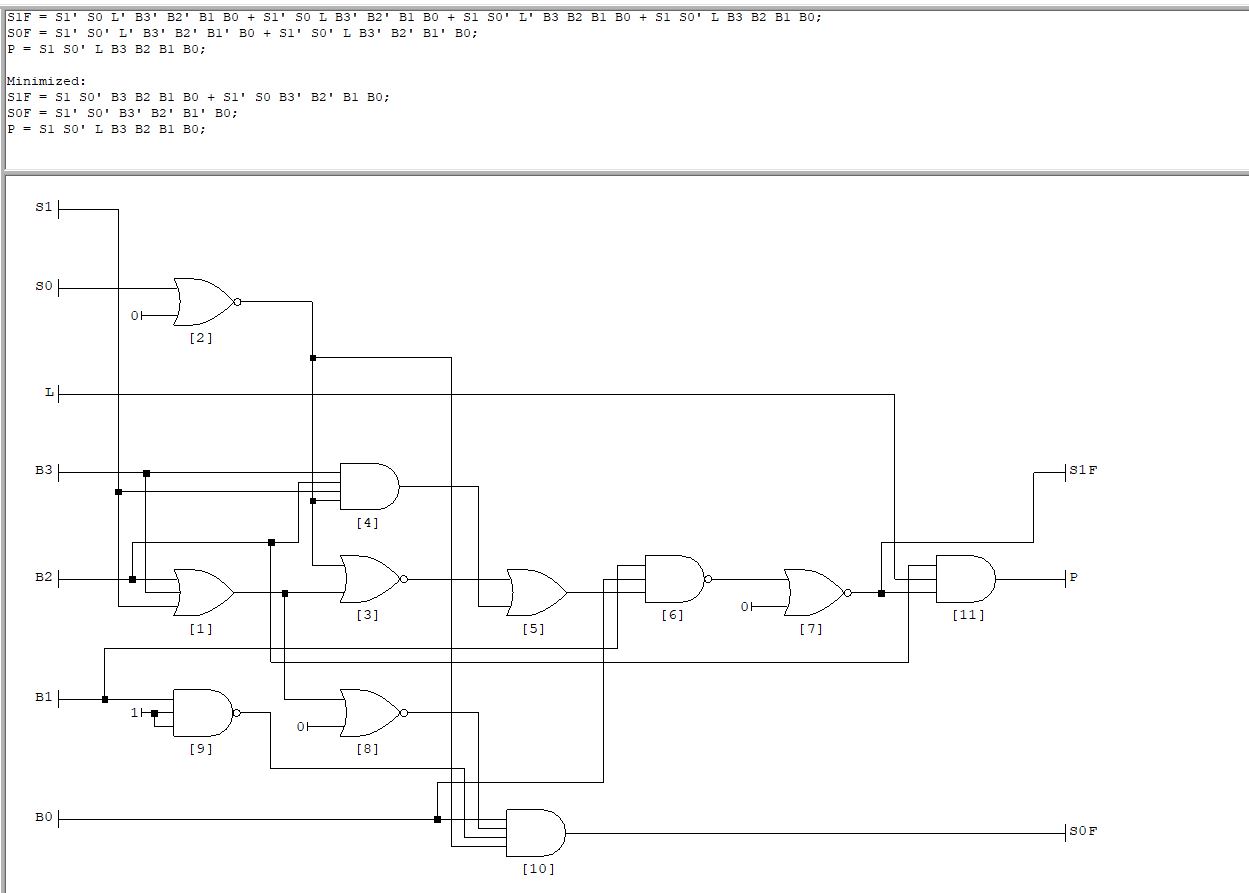 S1F = S1' S0 L' B3' B2' B1 B0 + S1' S0 L B3' B2' B1 B0 + S1 S0' L' B3 B2 B1 B0 + S1 S0' L B3 B2 B1 B0;
S0F = S1' S0' L' B3' B2' B1' B0 + S1' S0' L B3' B2' B1' B0;
P = S1 S0' L B3 B2 B1 B0;
Minimized:
S1F = S1 S0' B3 B2 B1 B0 + S1' S0 B3' B2' B1 B0;
S0F = S1' S0' B3' B2' B1' B0;
P = S1 S0' L B3 B2 B1 B0;
S1
S0
0
[2]
L
B3
S1F
[4]
B2
P
0
[1]
[3]
[5]
[6]
[7]
[11]
B1
1
0
[9]
[8]
B0
S0F
[10]